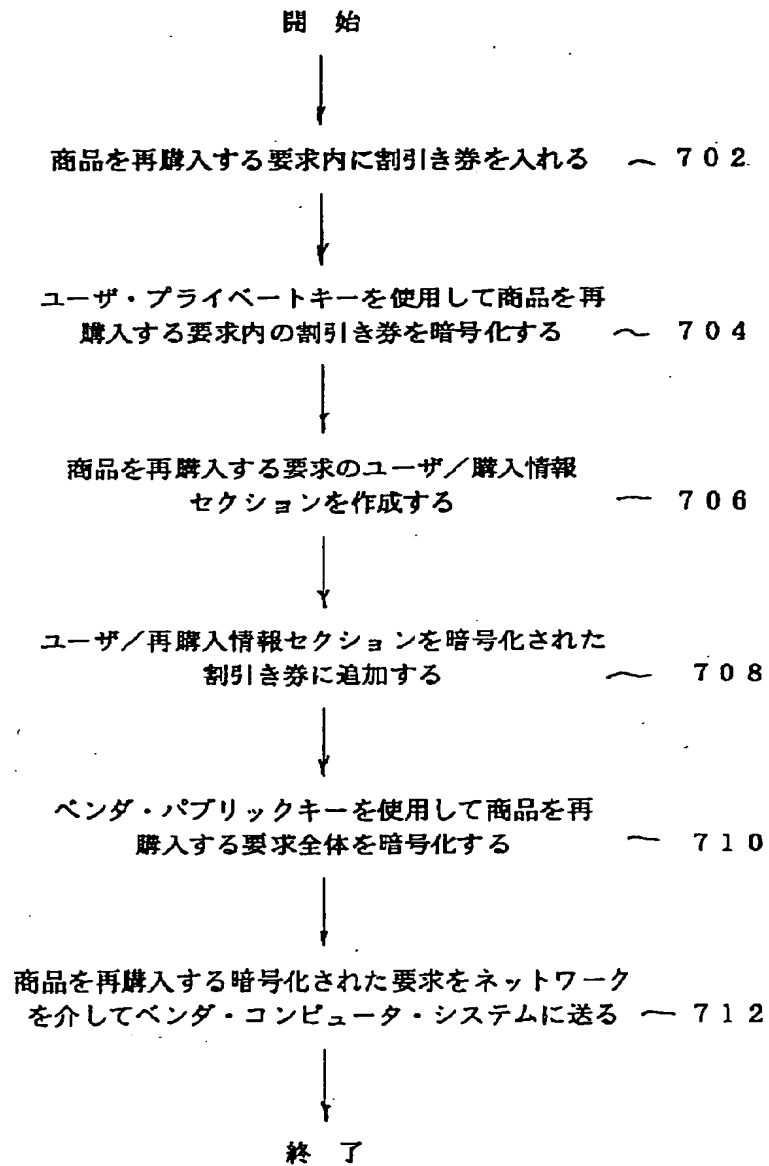 開 始
商品を再購入する要求内に割引き券を入れる 〜 702
ユーザ・プライベートキーを使用して商品を再
購入する要求内の割引き券を暗号化する 〜 704
商品を再購入する要求のユーザ/購入情報
セクションを作成する 〜 706
ユーザ/再購入情報セクションを暗号化された
割引き券に追加する 〜 708
ベンダ・パブリックキーを使用して商品を再
購入する要求全体を暗号化する 〜 710
商品を再購入する暗号化された要求をネットワーク
を介してベンダ・コンピュータ・システムに送る 〜 712
終 了